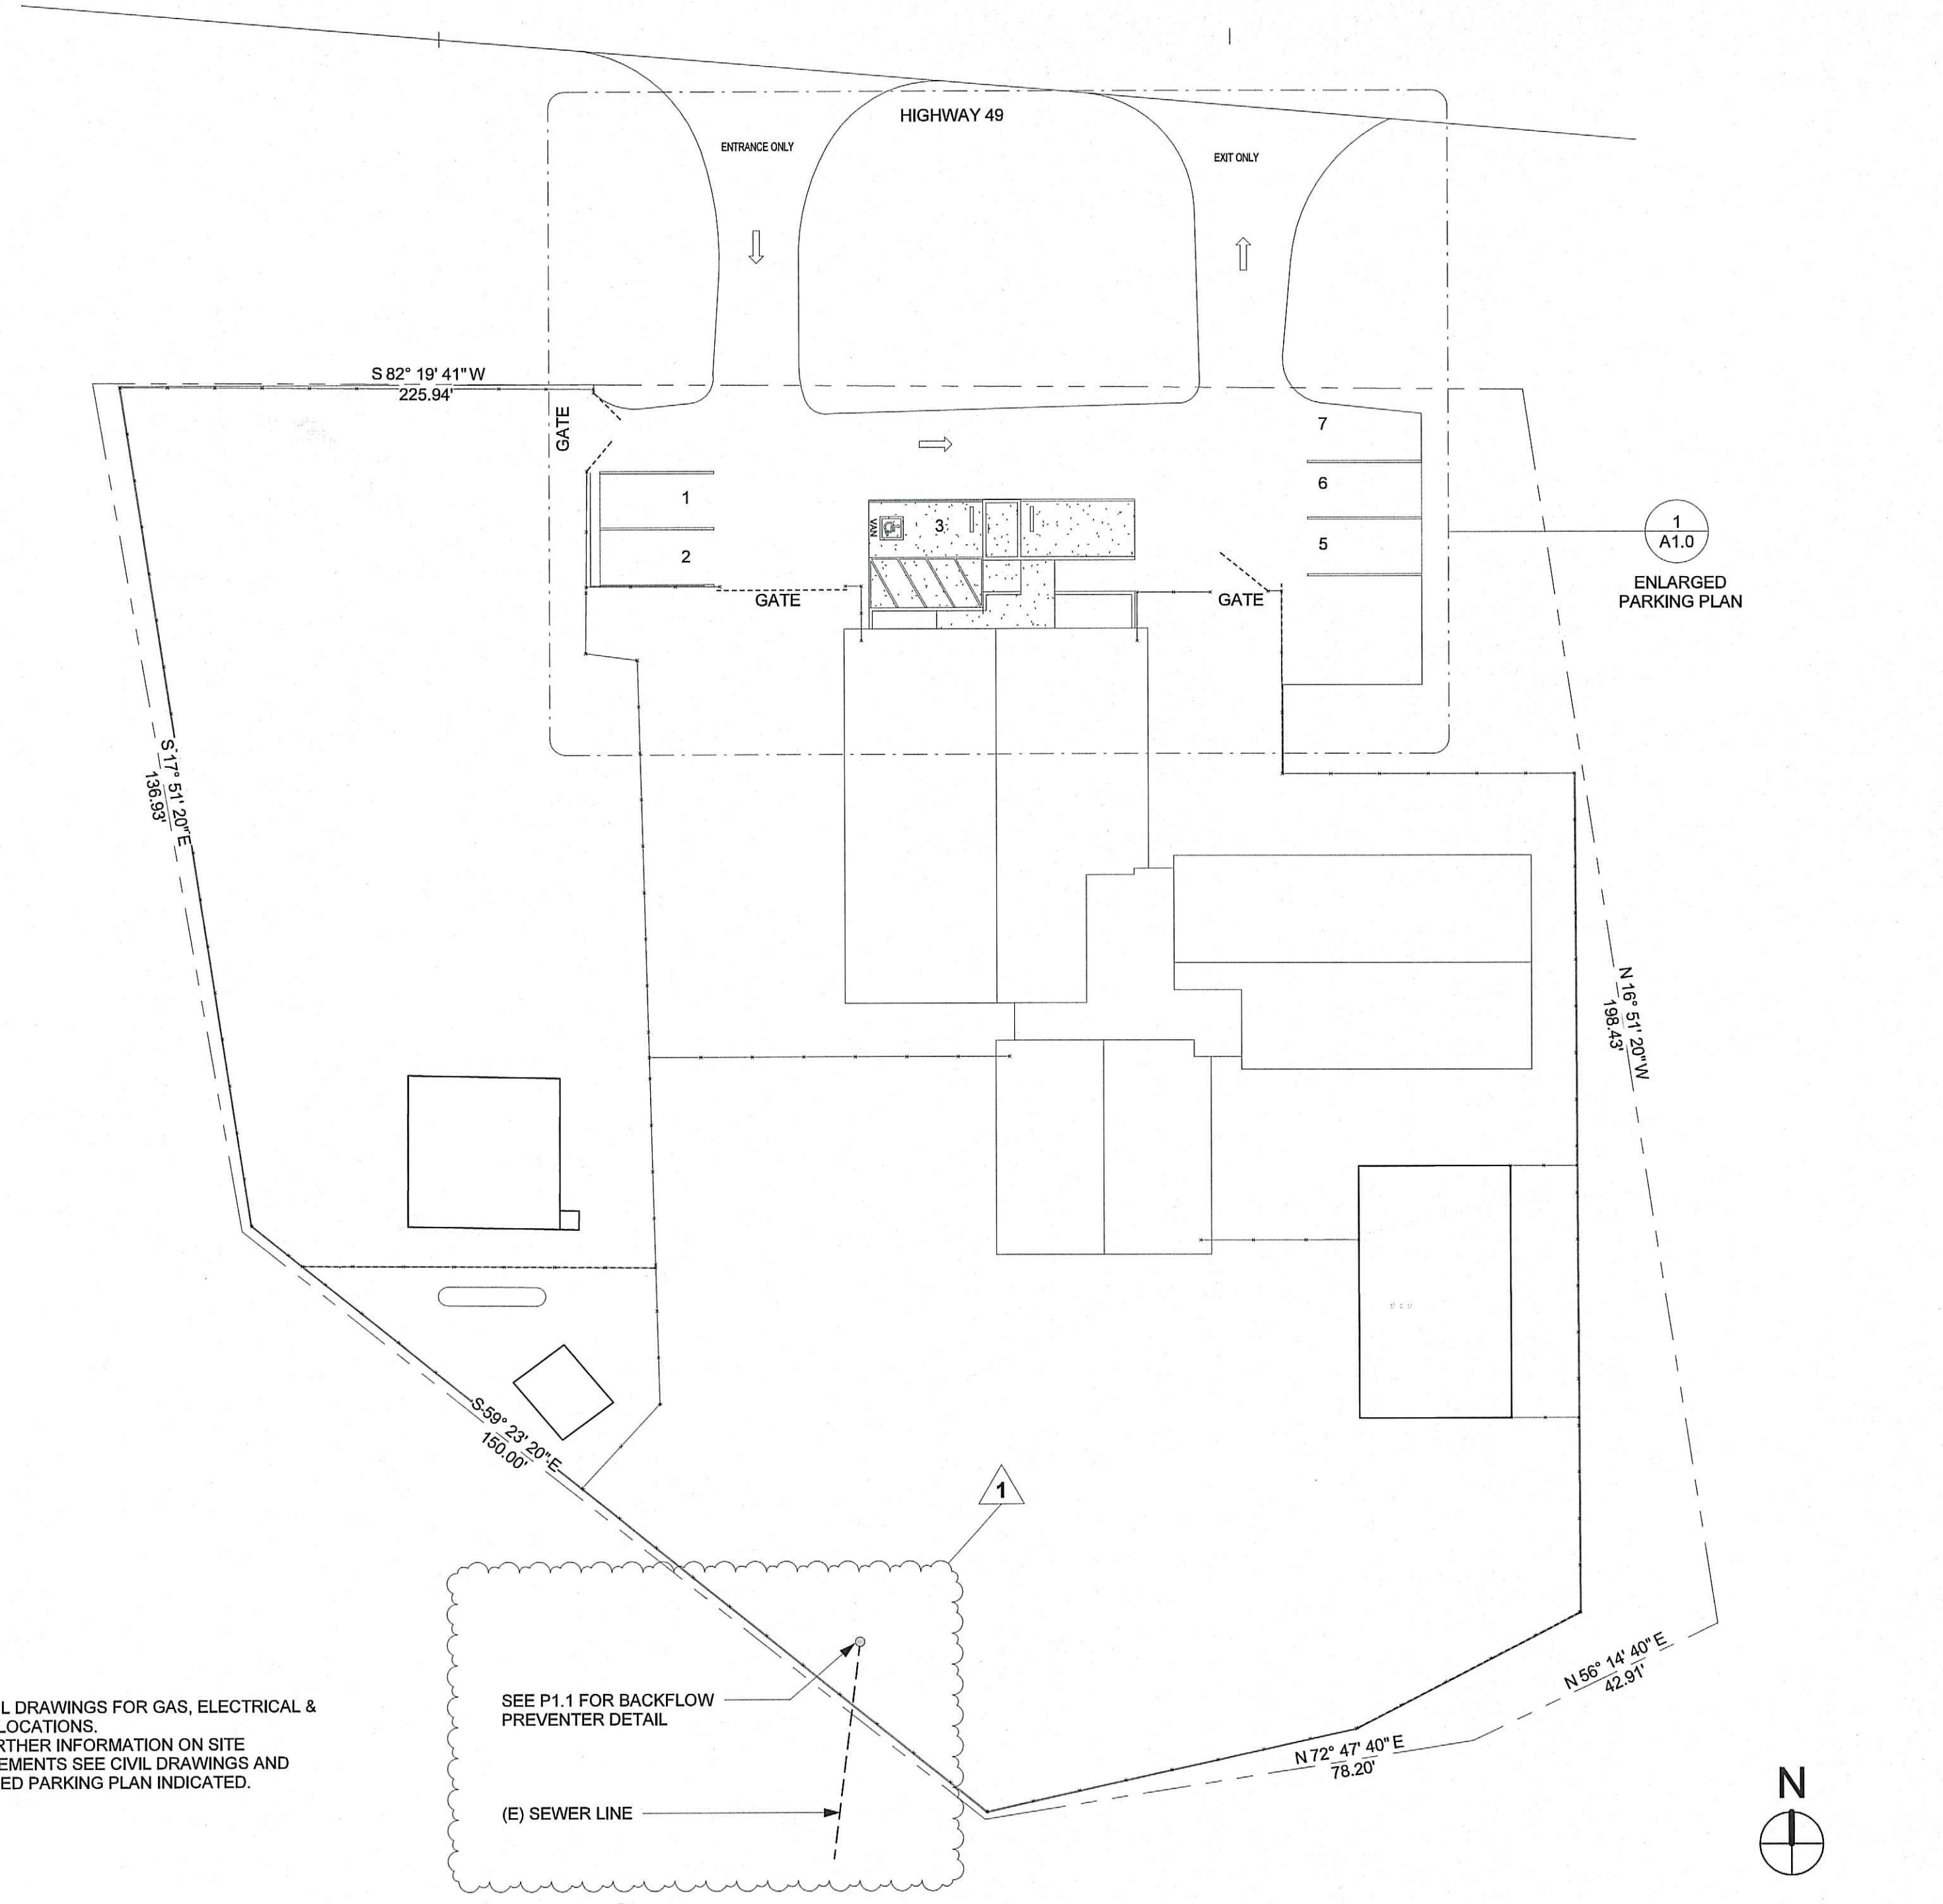 HIGHWAY 49
ENTRANCE ONLY
EXIT ONLY
S 82° 19' 41" W
225.94'
GATE
7
6
5
1
2
VAN
3
GATE
GATE
1
A1.0
ENLARGED
PARKING PLAN
S 17° 51' 20" E
136.93'
N 16° 51' 20" W
198.43'
S 59° 23' 20" E
150.00'
1
SEE P1.1 FOR BACKFLOW
PREVENTER DETAIL
(E) SEWER LINE
N 56° 14' 40" E
42.91'
N 72° 47' 40" E
78.20'
L DRAWINGS FOR GAS, ELECTRICAL &
LOCATIONS.
RTHER INFORMATION ON SITE
EMENTS SEE CIVIL DRAWINGS AND
ED PARKING PLAN INDICATED.
N